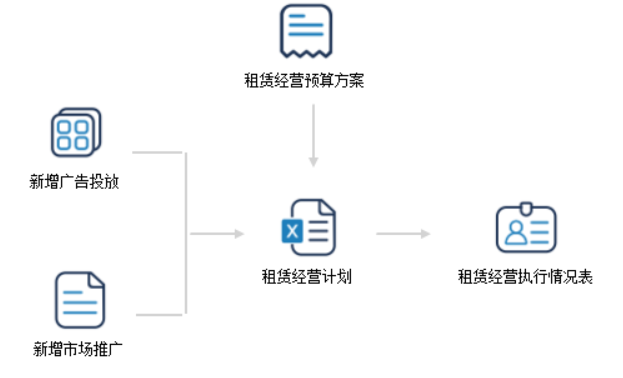 租赁经营预算方案
新增广告投放
X
租赁经营计划
租赁经营执行情况表
新增市场推广